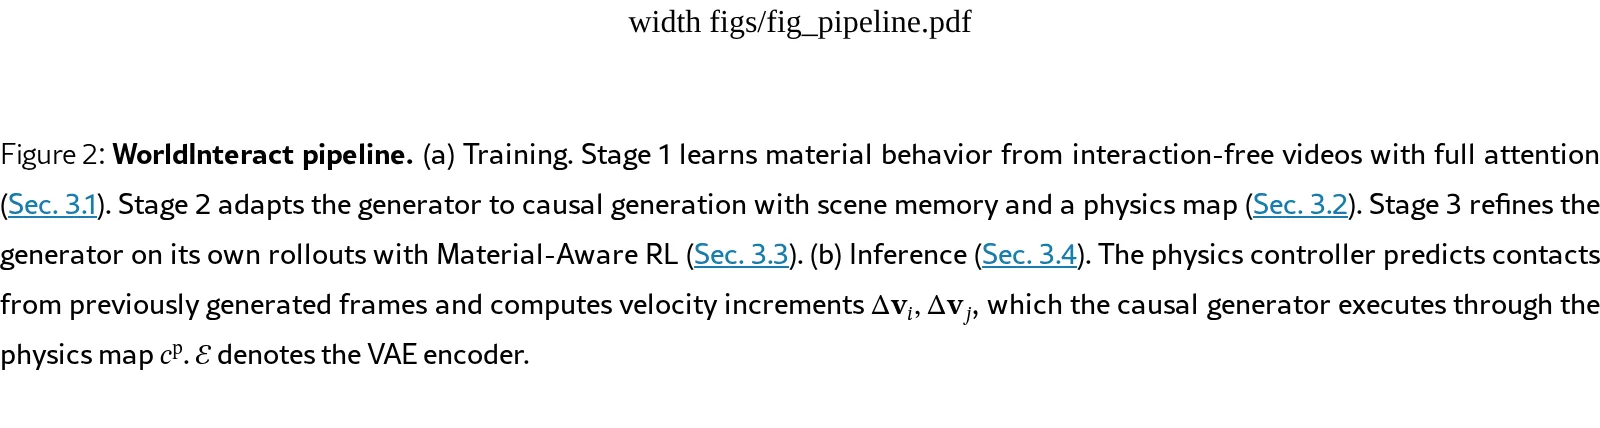 width figs/fig_pipeline.pdf
Figure 2: WorldInteract pipeline. (a) Training. Stage 1 learns material behavior from interaction-free videos with full attention
(Sec. 3.1). Stage 2 adapts the generator to causal generation with scene memory and a physics map (Sec. 3.2). Stage 3 refines the
generator on its own rollouts with Material-Aware RL (Sec. 3.3). (b) Inference (Sec. 3.4). The physics controller predicts contacts
from previously generated frames and computes velocity increments Δv_i, Δv_j, which the causal generator executes through the
physics map c^p. ℰ denotes the VAE encoder.